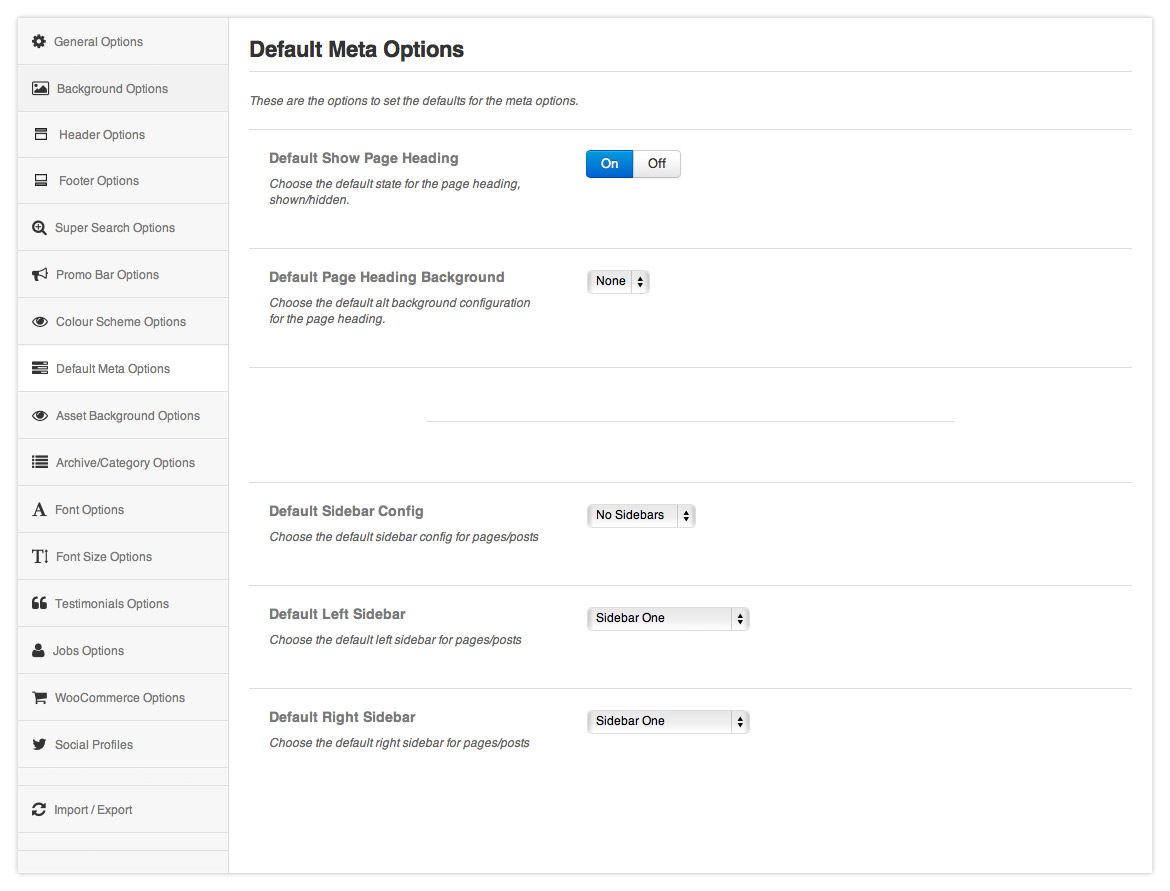 General Options
Background Options
Header Options
Footer Options
Super Search Options
Promo Bar Options
Colour Scheme Options
Default Meta Options
Asset Background Options
Archive/Category Options
Font Options
Font Size Options
Testimonials Options
Jobs Options
WooCommerce Options
Social Profiles
Import / Export
Default Meta Options
These are the options to set the defaults for the meta options.
Default Show Page Heading
Choose the default state for the page heading,
shown/hidden.
On Off
Default Page Heading Background
Choose the default alt background configuration
for the page heading.
None
Default Sidebar Config
Choose the default sidebar config for pages/posts
No Sidebars
Default Left Sidebar
Choose the default left sidebar for pages/posts
Sidebar One
Default Right Sidebar
Choose the default right sidebar for pages/posts
Sidebar One